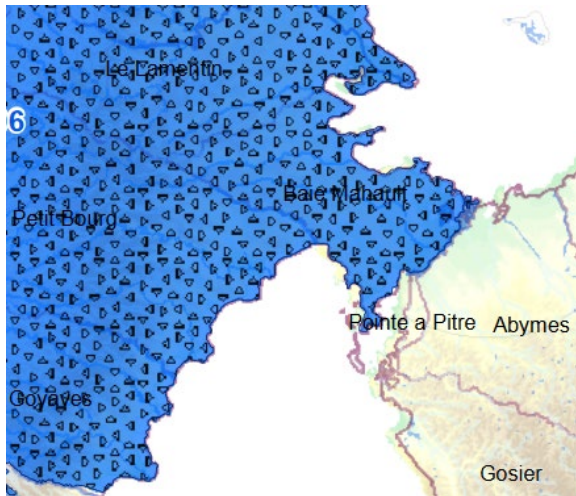 Le Lamentin
6
Baie Mahault
Petit Bourg
Pointe a Pitre
Abymes
Goyaves
Gosier